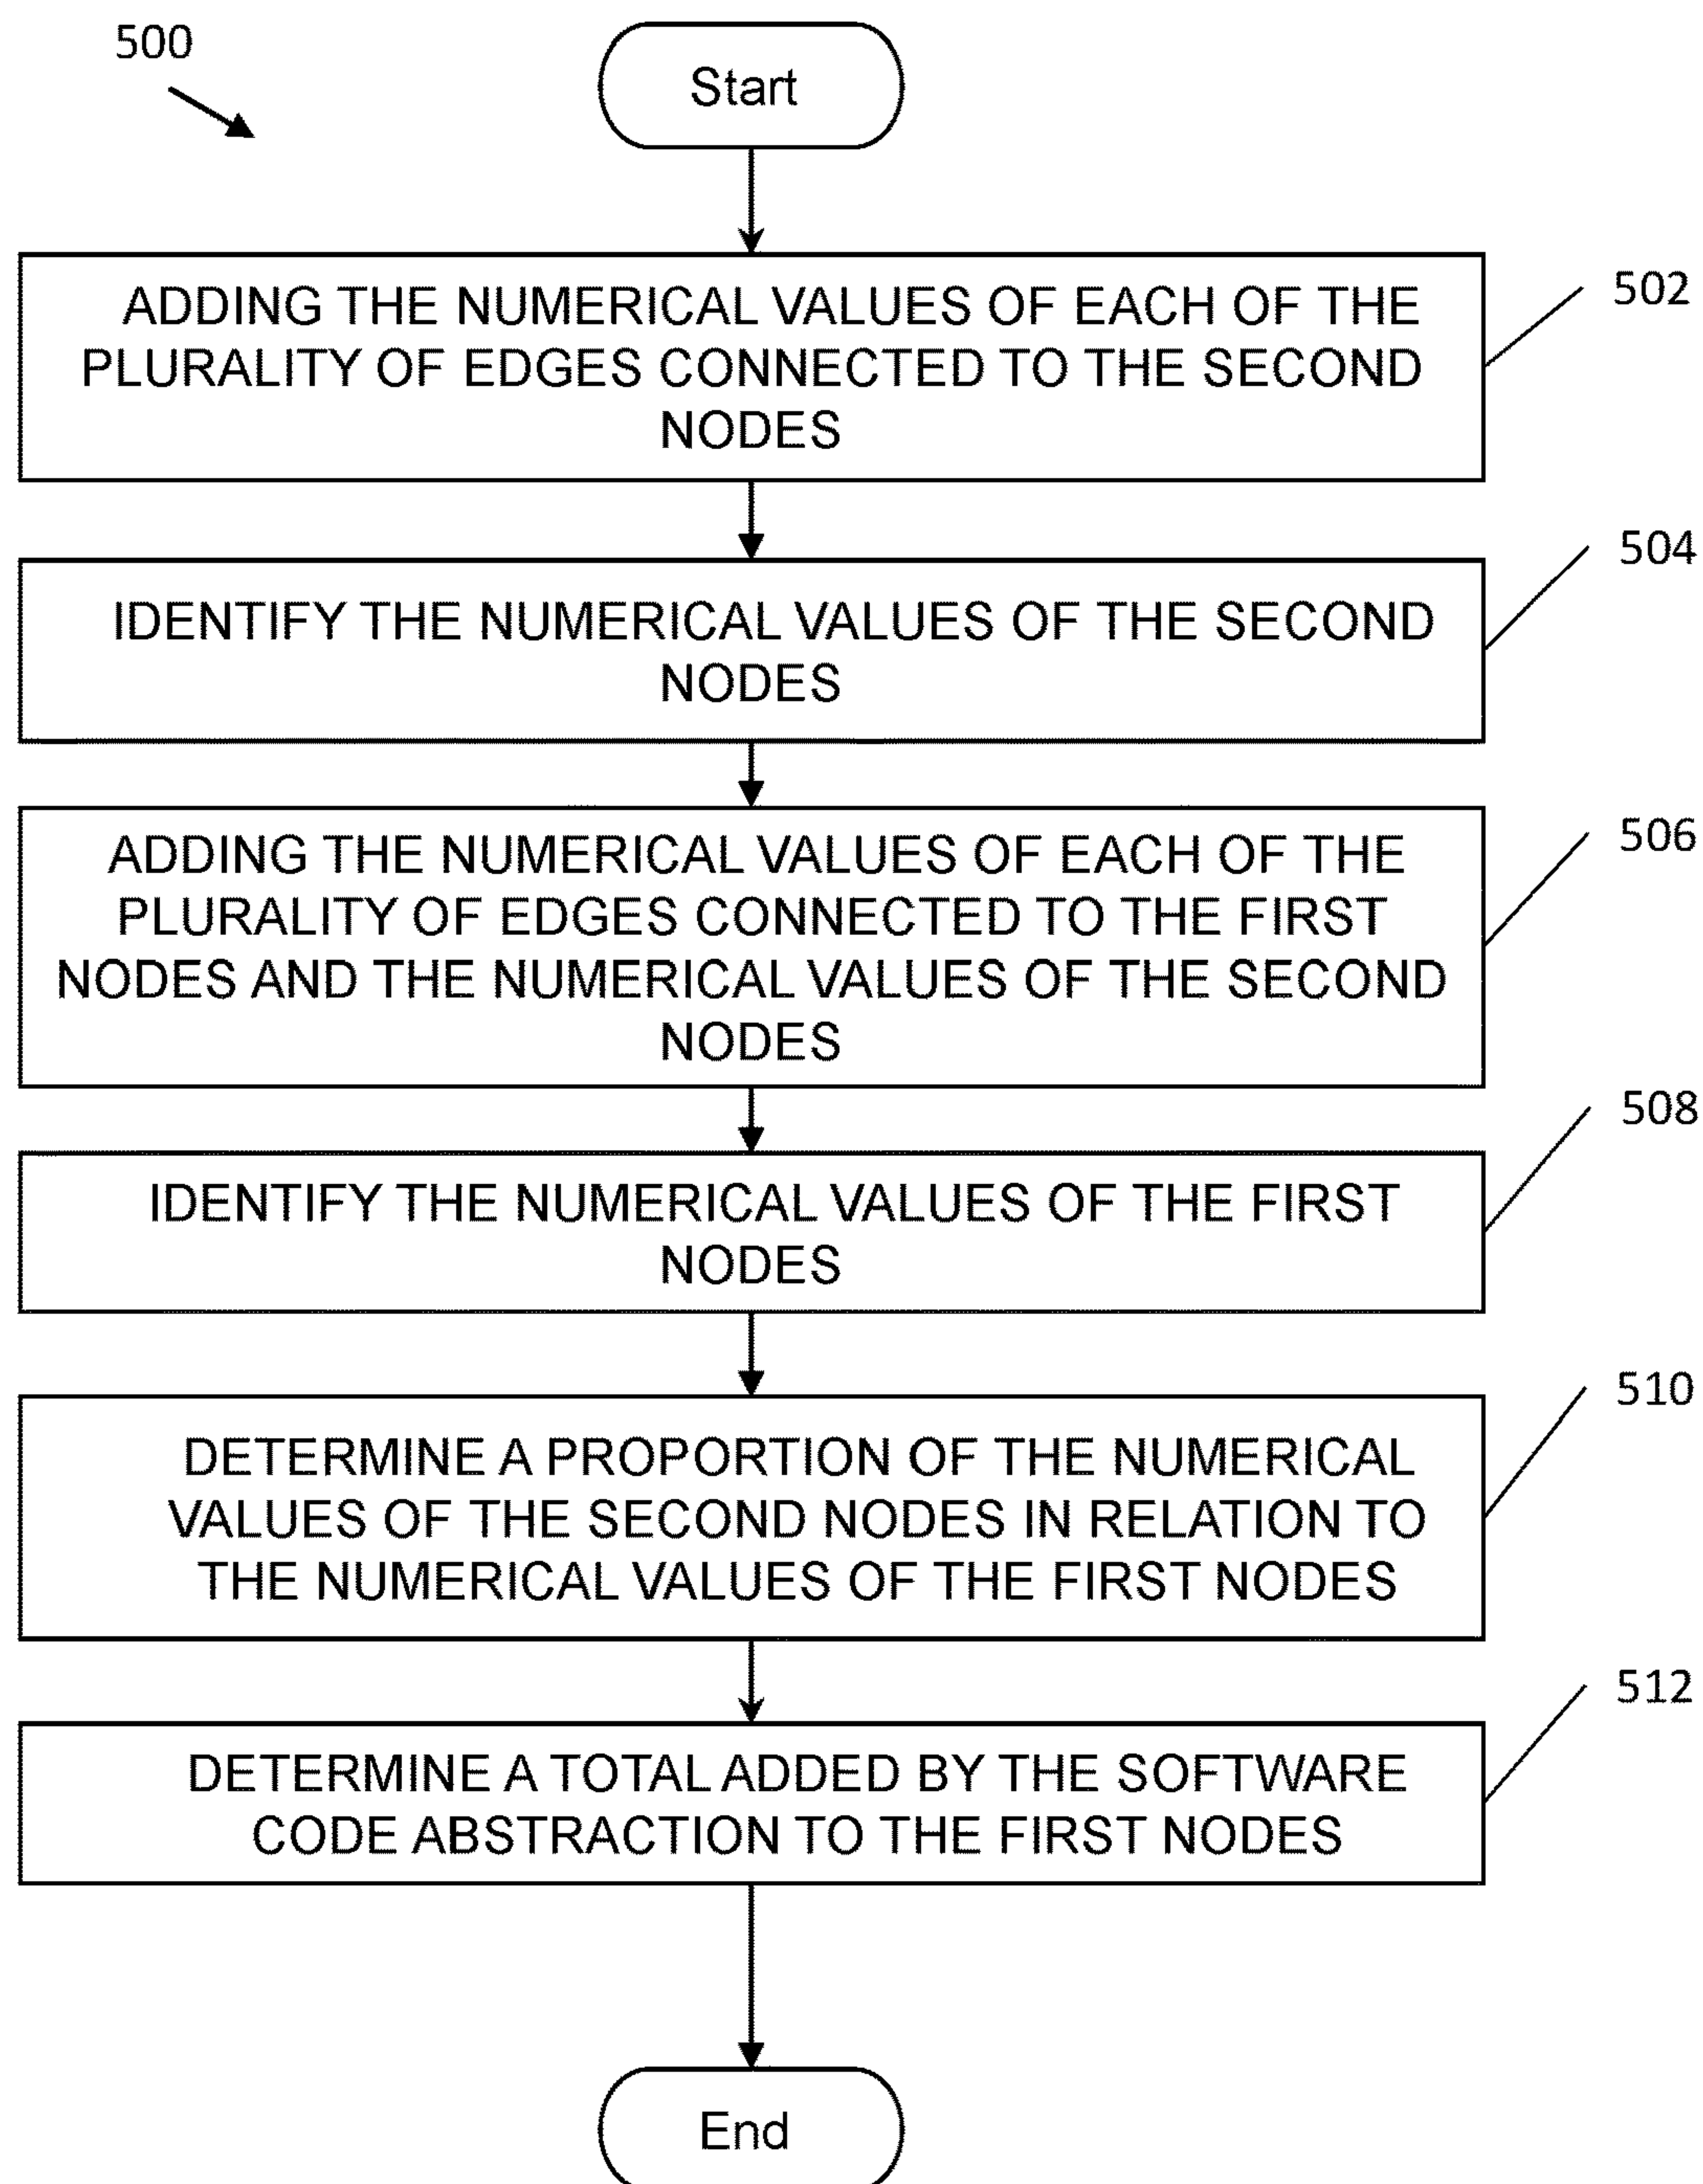 500
Start
ADDING THE NUMERICAL VALUES OF EACH OF THE
PLURALITY OF EDGES CONNECTED TO THE SECOND
NODES
502
IDENTIFY THE NUMERICAL VALUES OF THE SECOND
NODES
504
ADDING THE NUMERICAL VALUES OF EACH OF THE
PLURALITY OF EDGES CONNECTED TO THE FIRST
NODES AND THE NUMERICAL VALUES OF THE SECOND
NODES
506
IDENTIFY THE NUMERICAL VALUES OF THE FIRST
NODES
508
DETERMINE A PROPORTION OF THE NUMERICAL
VALUES OF THE SECOND NODES IN RELATION TO
THE NUMERICAL VALUES OF THE FIRST NODES
510
DETERMINE A TOTAL ADDED BY THE SOFTWARE
CODE ABSTRACTION TO THE FIRST NODES
512
End